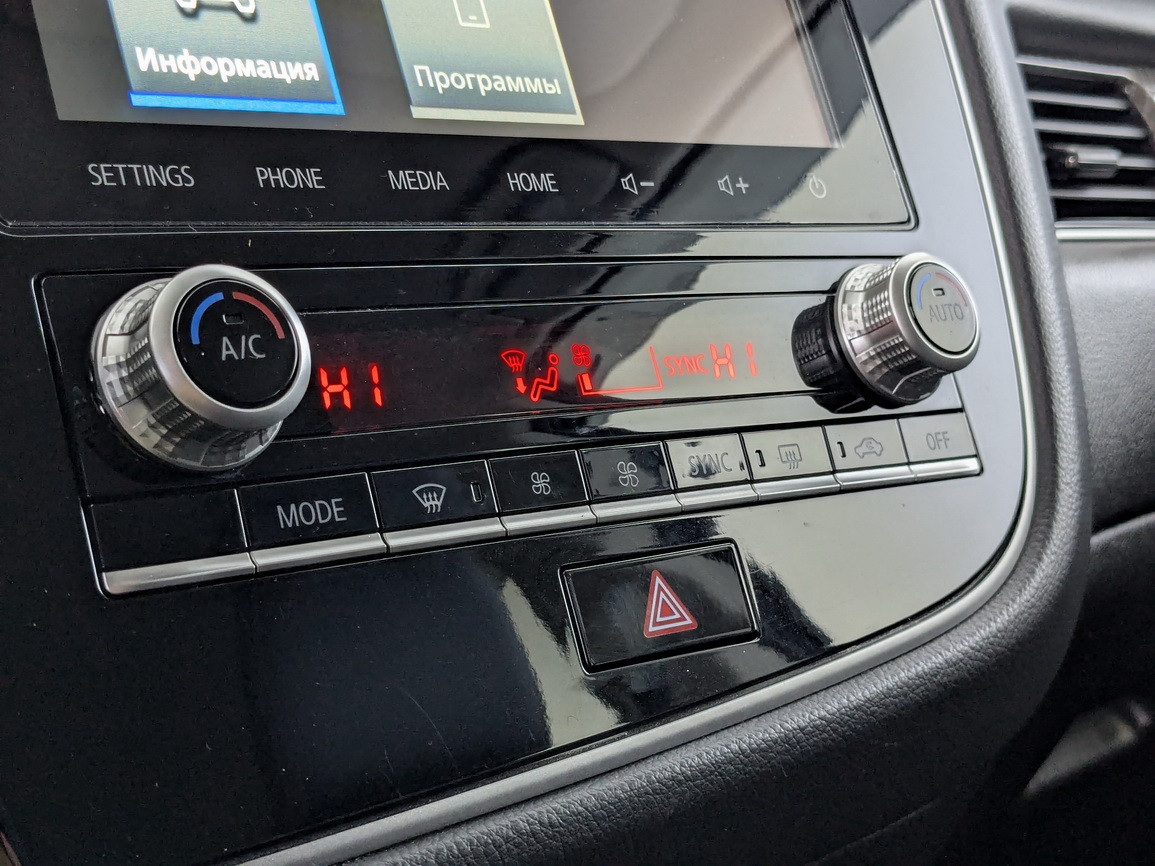 Информация
Программы
SETTINGS PHONE MEDIA HOME
A/C
AUTO
HI
SYNC HI
MODE
SYNC
OFF